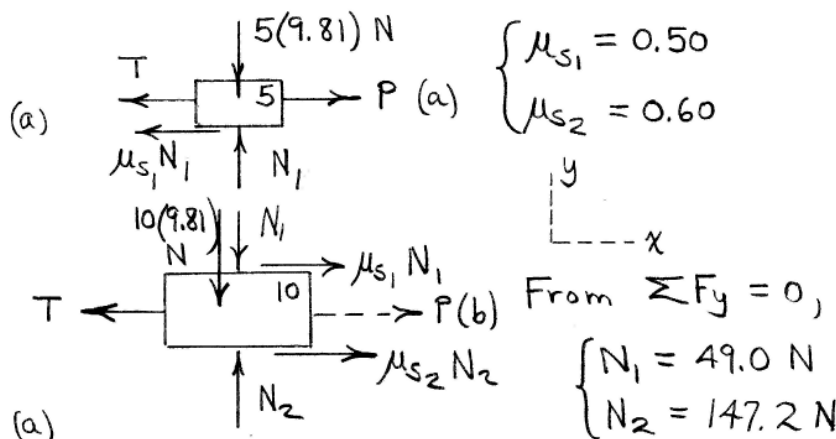 5(9.81) N
T
5
P (a)
(a)
μs₁ N₁
N₁
{ μs₁ = 0.50
μs₂ = 0.60
y
x
10(9.81)
N
N₁
μs₁ N₁
10
T
P(b)
μs₂ N₂
N₂
(a)
From ΣFy = 0,
{ N₁ = 49.0 N
N₂ = 147.2 N